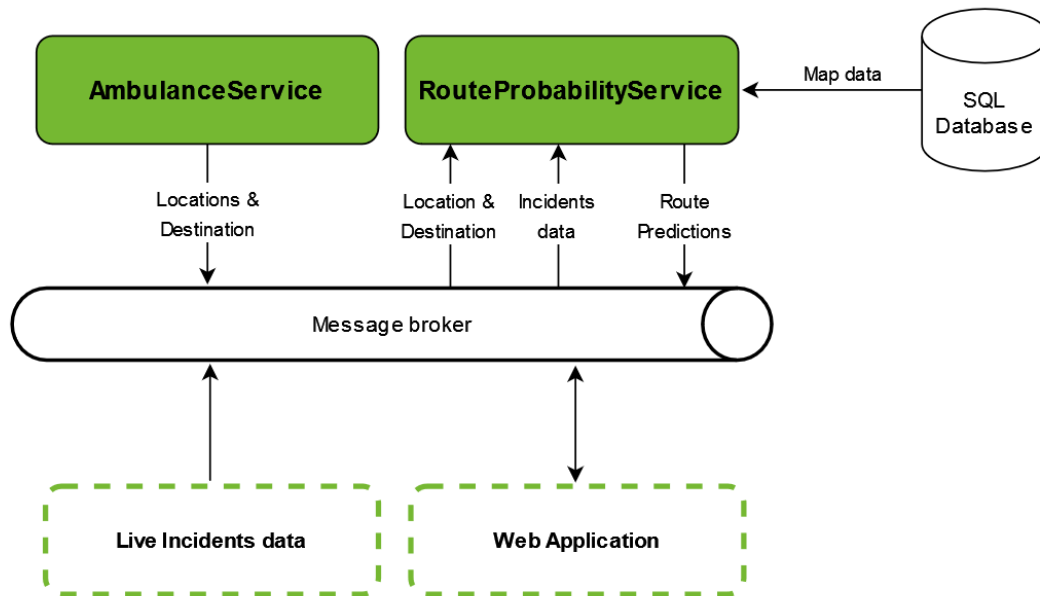 AmbulanceService
RouteProbabilityService
Map data
SQL
Database
Locations &
Destination
Location &
Destination
Incidents
data
Route
Predictions
Message broker
Live Incidents data
Web Application